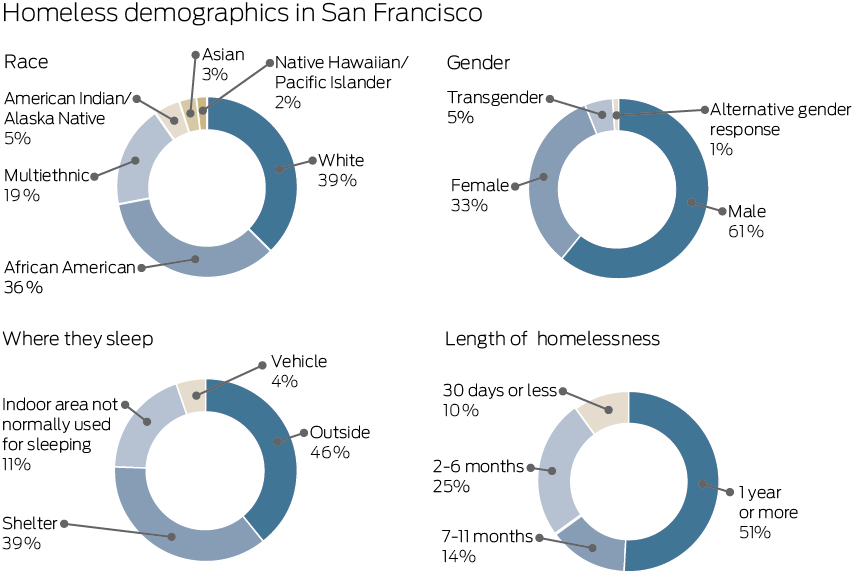 Homeless demographics in San Francisco
Race
Asian
3%
Native Hawaiian/
Pacific Islander
2%
American Indian/
Alaska Native
5%
Multiethnic
19%
White
39%
African American
36%
Gender
Transgender
5%
Alternative gender
response
1%
Female
33%
Male
61%
Where they sleep
Vehicle
4%
Indoor area not
normally used
for sleeping
11%
Outside
46%
Shelter
39%
Length of homelessness
30 days or less
10%
2-6 months
25%
1 year
or more
51%
7-11 months
14%